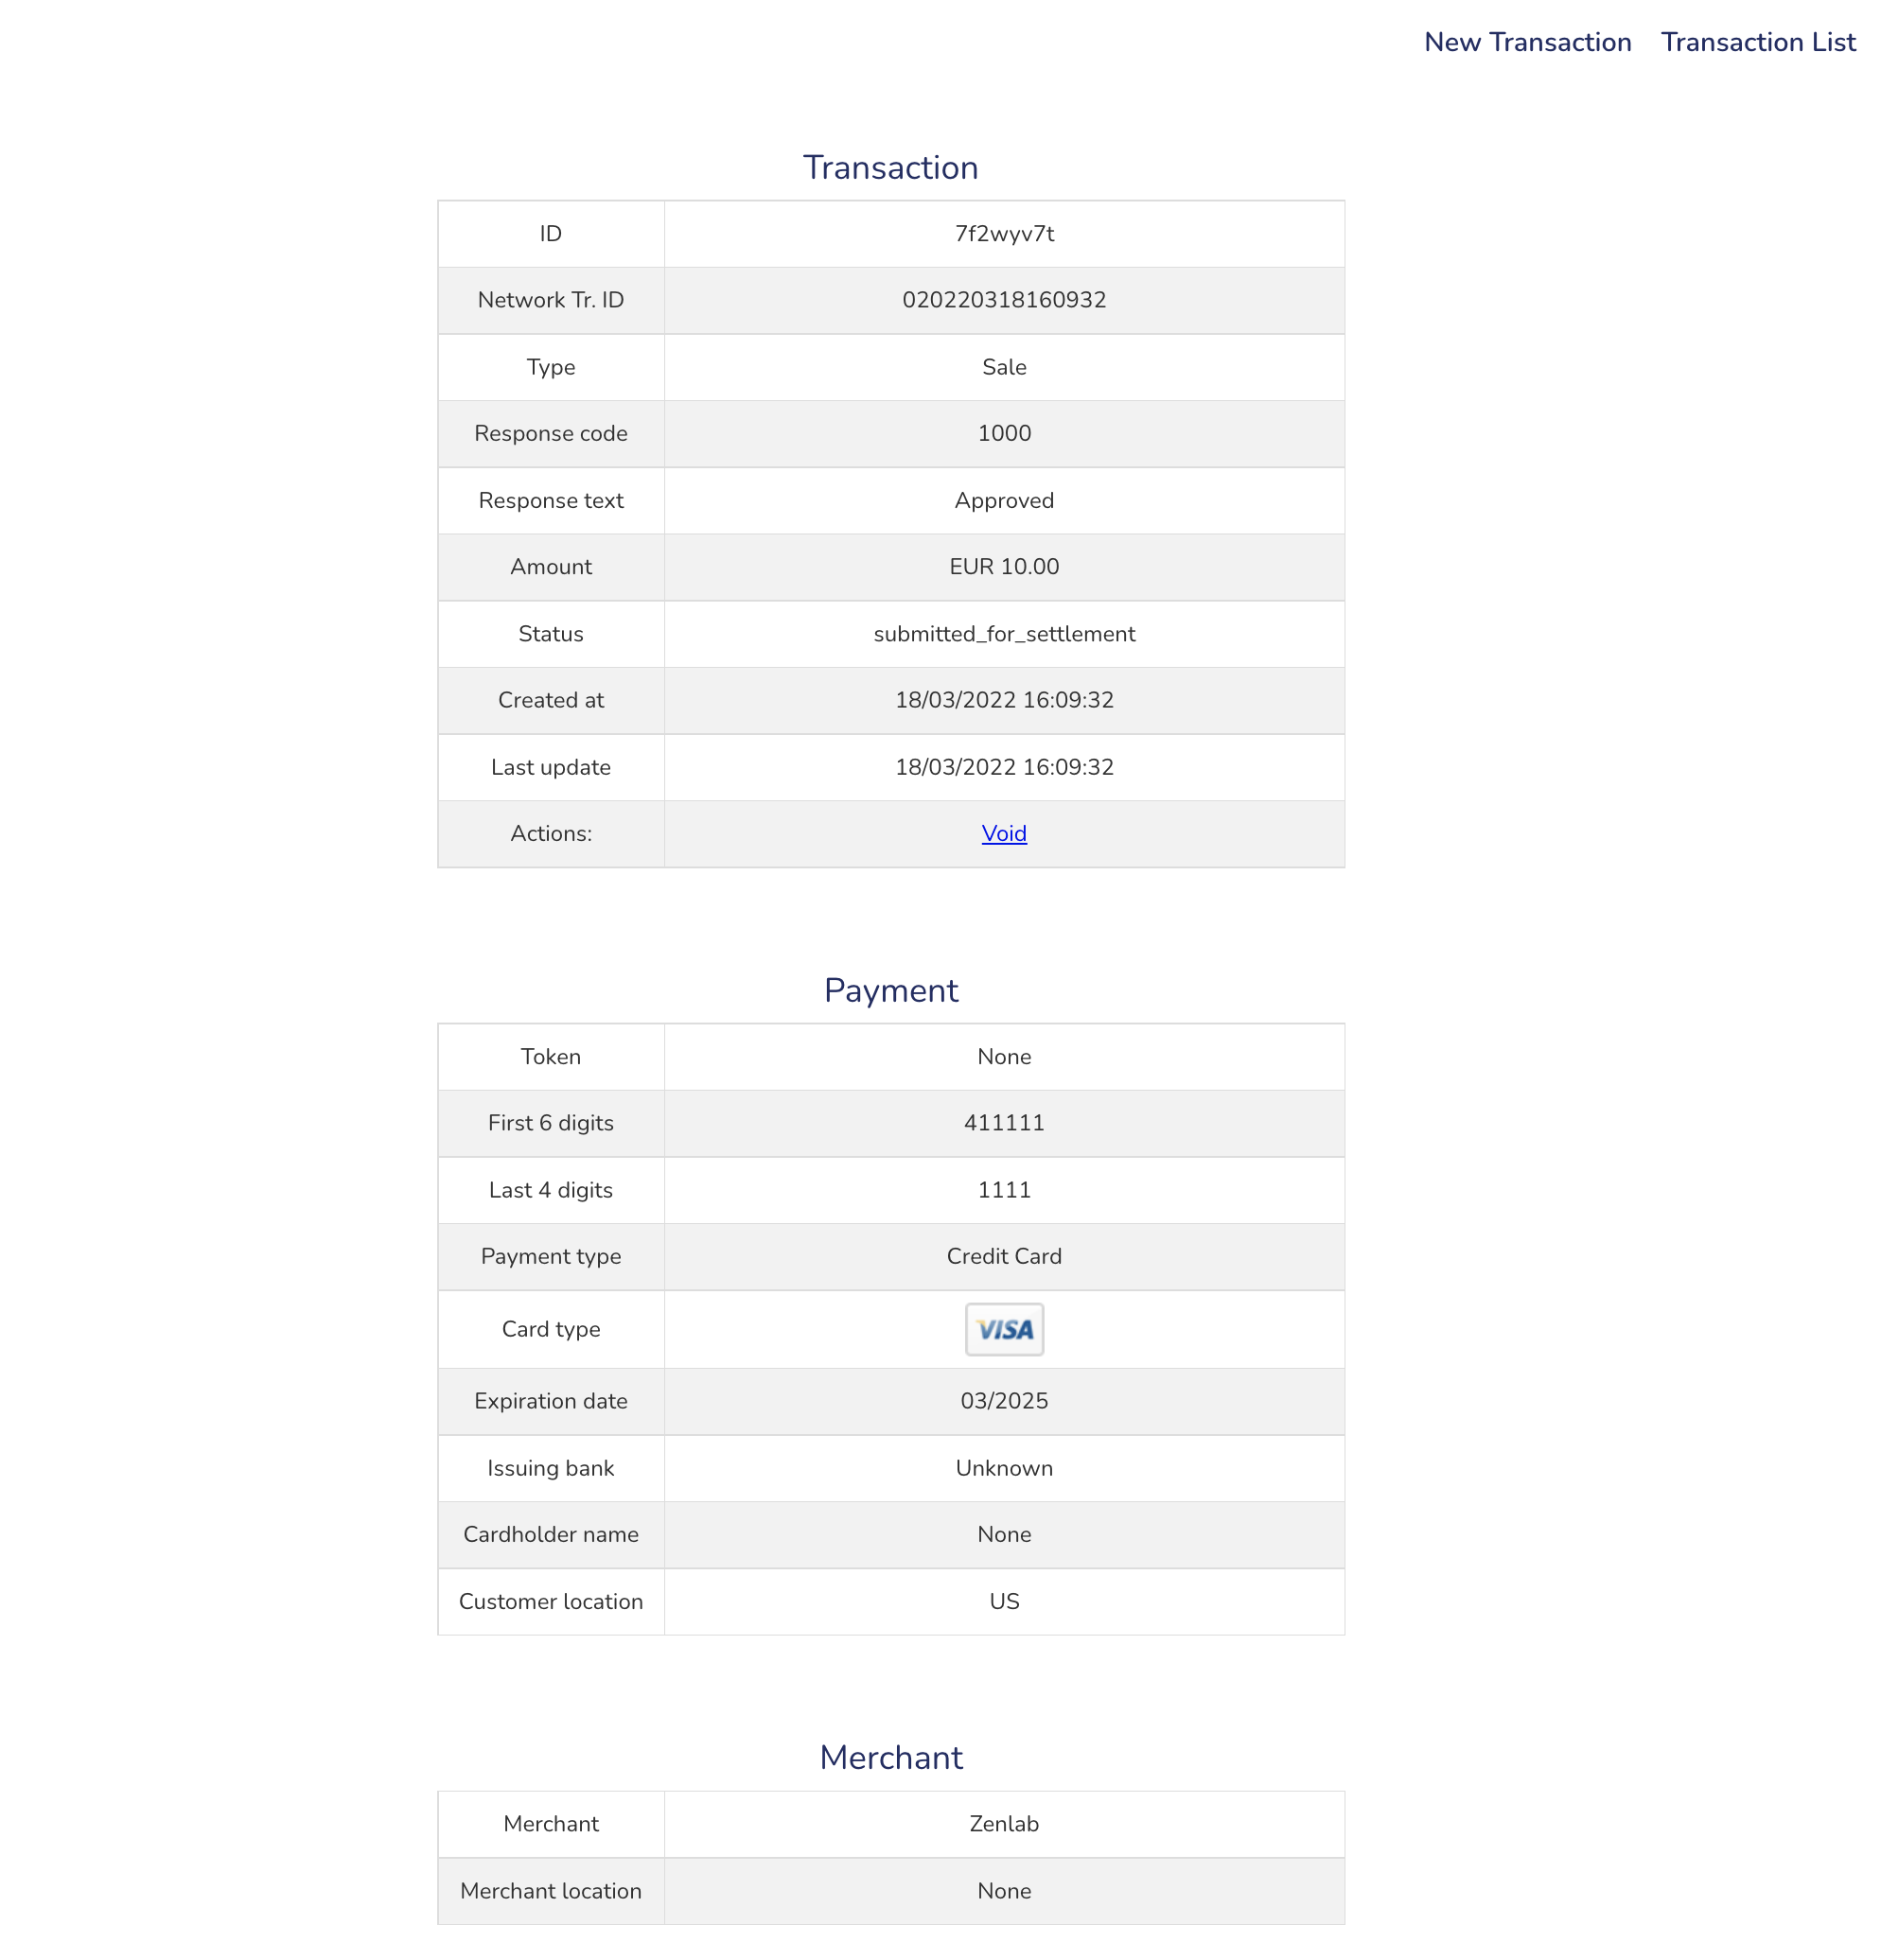 New Transaction Transaction List
Transaction
ID 7f2wyv7t
Network Tr. ID 020220318160932
Type Sale
Response code 1000
Response text Approved
Amount EUR 10.00
Status submitted_for_settlement
Created at 18/03/2022 16:09:32
Last update 18/03/2022 16:09:32
Actions: Void
Payment
Token None
First 6 digits 411111
Last 4 digits 1111
Payment type Credit Card
Card type VISA
Expiration date 03/2025
Issuing bank Unknown
Cardholder name None
Customer location US
Merchant
Merchant Zenlab
Merchant location None